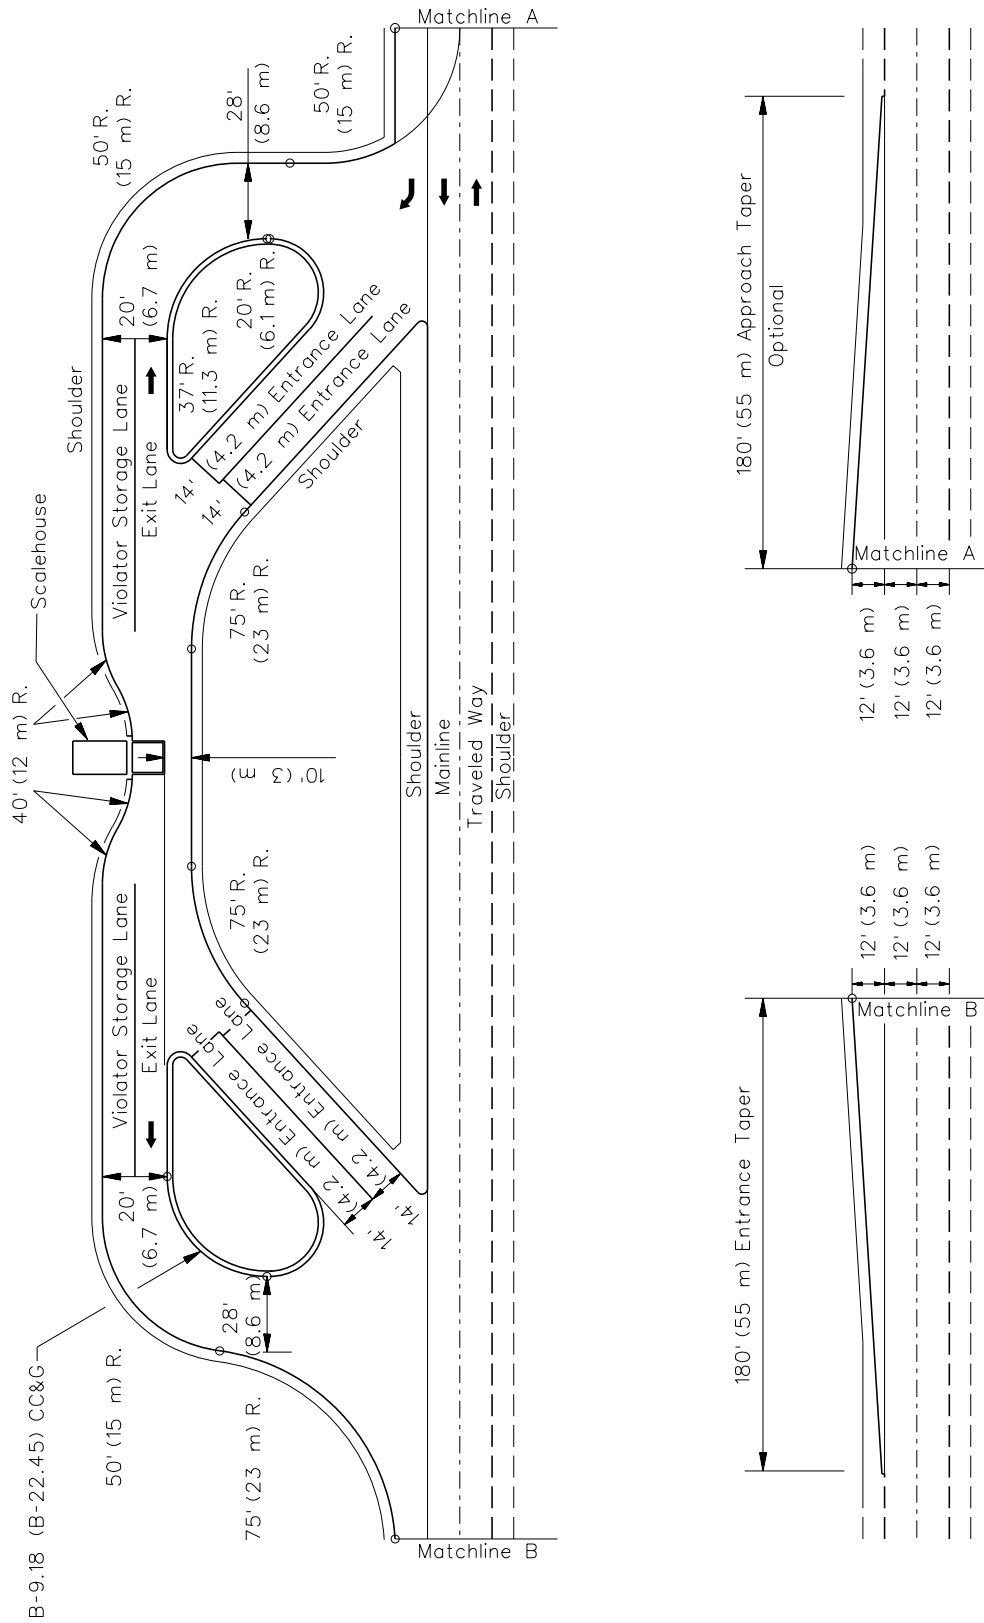 Matchline A
50' R.
(15 m) R.
28'
(8.6 m)
50' R.
(15 m) R.
Shoulder
20'
(6.7 m)
20' R.
(6.1m) R.
37' R.
(11.3 m) R.
14'
(4.2 m) Entrance Lane
14'
(4.2 m) Entrance Lane
Shoulder
Violator Storage Lane
Exit Lane
Scalehouse
40' (12 m) R.
75' R.
(23 m) R.
10' (3 m)
Shoulder
Mainline
Traveled Way
Shoulder
75' R.
(23 m) R.
Violator Storage Lane
Exit Lane
14'
(4.2 m) Entrance Lane
14'
(4.2 m) Entrance Lane
20'
(6.7 m)
28'
(8.6 m)
B-9.18 (B-22.45) CC&G
50' (15 m) R.
75' (23 m) R.
Matchline B
180' (55 m) Approach Taper
Optional
Matchline A
12' (3.6 m)
12' (3.6 m)
12' (3.6 m)
12' (3.6 m)
12' (3.6 m)
12' (3.6 m)
Matchline B
180' (55 m) Entrance Taper